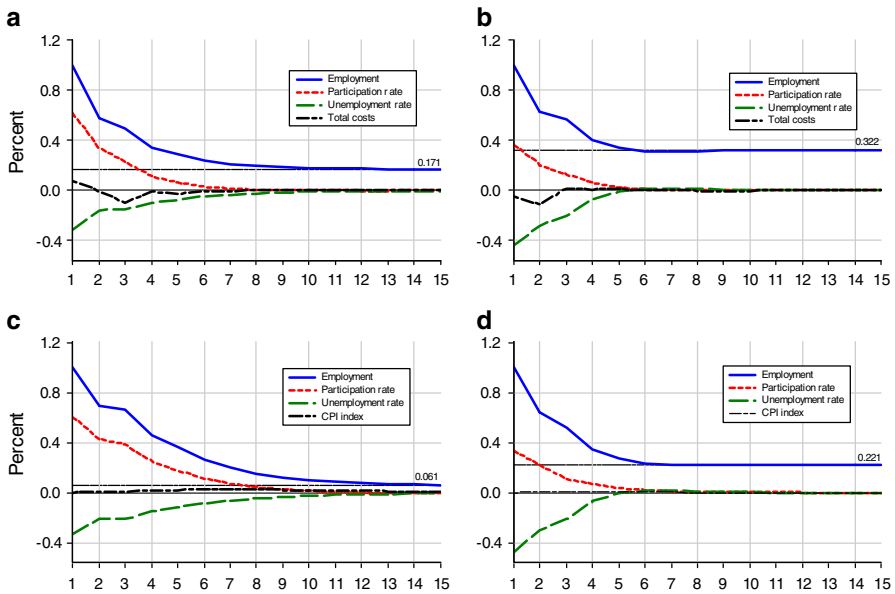 a
1.2
0.8
0.4
0.0
-0.4
Percent
Employment
Participation rate
Unemployment rate
Total costs
0.171
1 2 3 4 5 6 7 8 9 10 11 12 13 14 15
b
1.2
0.8
0.4
0.0
-0.4
Employment
Participation rate
Unemployment rate
Total costs
0.322
1 2 3 4 5 6 7 8 9 10 11 12 13 14 15
c
1.2
0.8
0.4
0.0
-0.4
Percent
Employment
Participation rate
Unemployment rate
CPI index
0.061
1 2 3 4 5 6 7 8 9 10 11 12 13 14 15
d
1.2
0.8
0.4
0.0
-0.4
Employment
Participation rate
Unemployment rate
CPI index
0.221
1 2 3 4 5 6 7 8 9 10 11 12 13 14 15